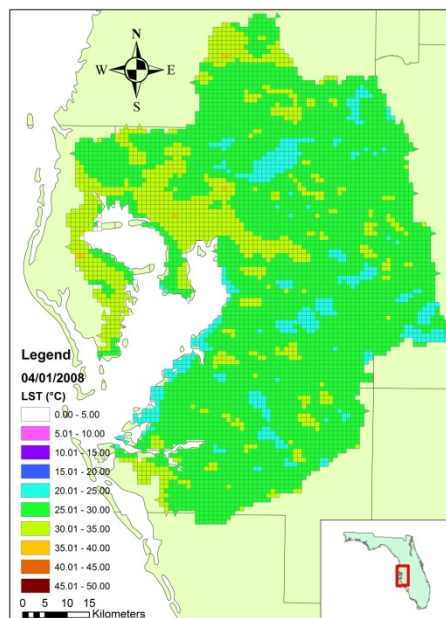 N
W E
S
Legend
04/01/2008
LST (°C)
0.00 - 5.00
5.01 - 10.00
10.01 - 15.00
15.01 - 20.00
20.01 - 25.00
25.01 - 30.00
30.01 - 35.00
35.01 - 40.00
40.01 - 45.00
45.01 - 50.00
0 5 10 15
Kilometers